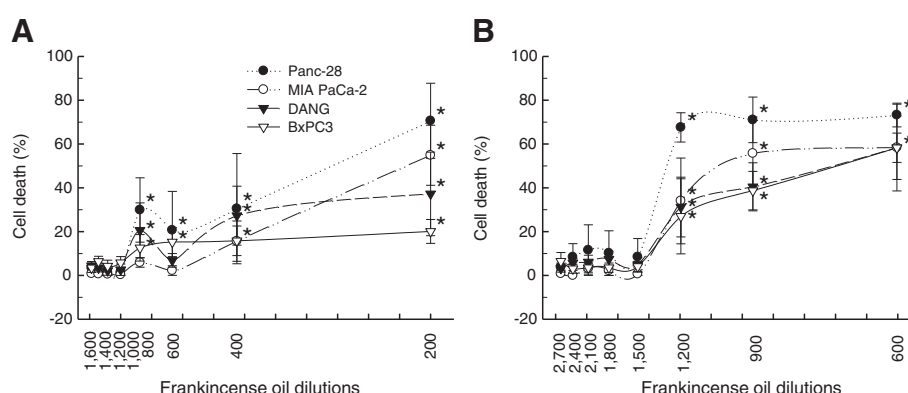 A
B
100
80
60
40
20
0
-20
Cell death (%)
Panc-28
MIA PaCa-2
DANG
BxPC3
* * * * * * * * * * *
1,600
1,400
1,200
1,000
800
600
400
200
Frankincense oil dilutions
100
80
60
40
20
0
-20
Cell death (%)
* * * * * * * * *
2,700
2,400
2,100
1,800
1,500
1,200
900
600
Frankincense oil dilutions